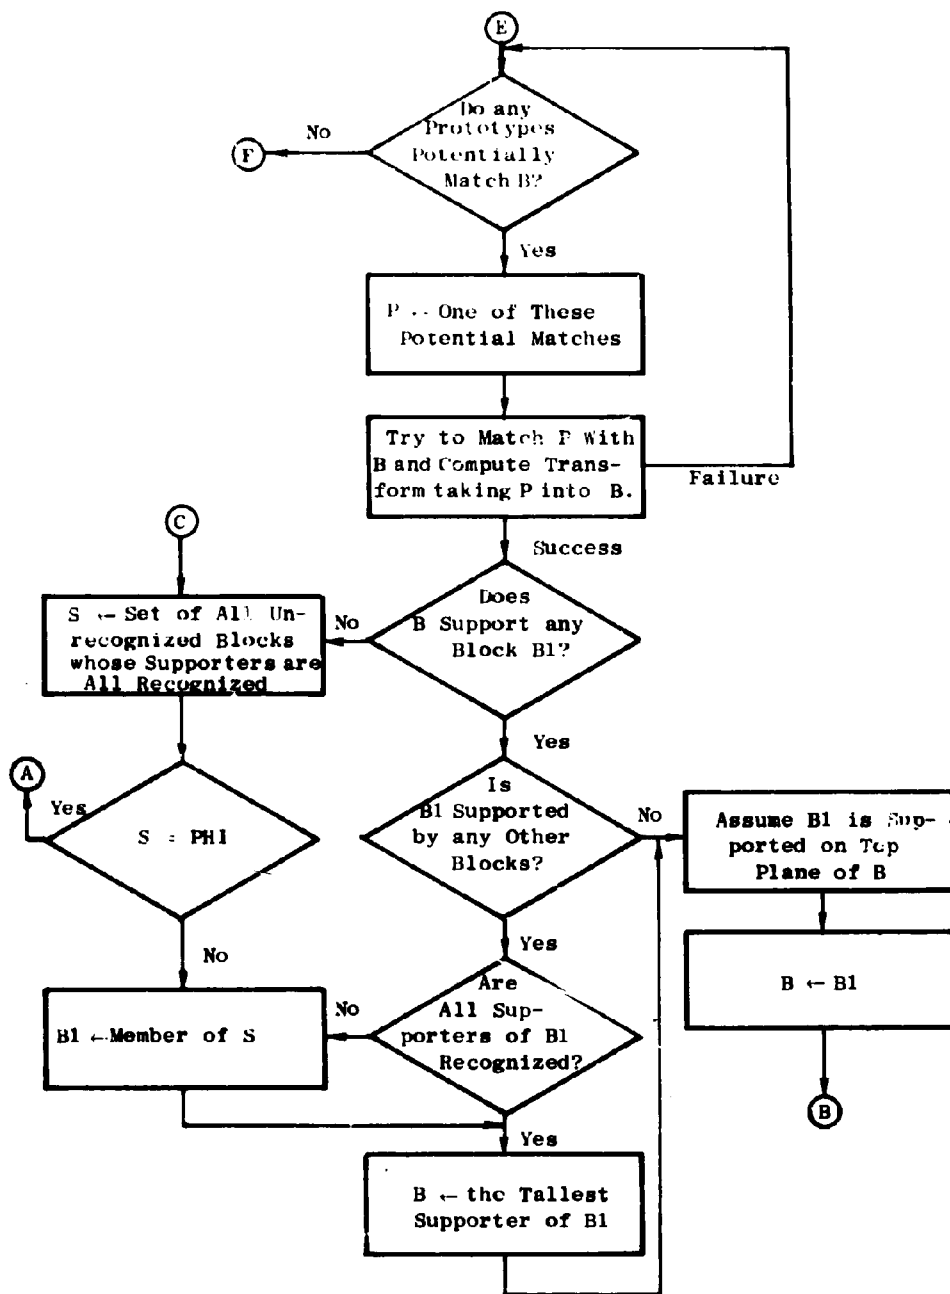 E
Do any
Prototypes
Potentially
Match B?
No
F
Yes
P ← One of These
Potential Matches
Try to Match P With
B and Compute Trans-
form taking P into B.
Failure
Success
C
S ← Set of All Un-
recognized Blocks
whose Supporters are
All Recognized
No
Does
B Support any
Block B1?
Yes
A
Yes
S = PHI
No
Is
B1 Supported
by any Other
Blocks?
No
Assume B1 is Sup-
ported on Top
Plane of B
Yes
B ← B1
B1 ← Member of S
No
Are
All Sup-
porters of B1
Recognized?
B
Yes
B ← the Tallest
Supporter of B1